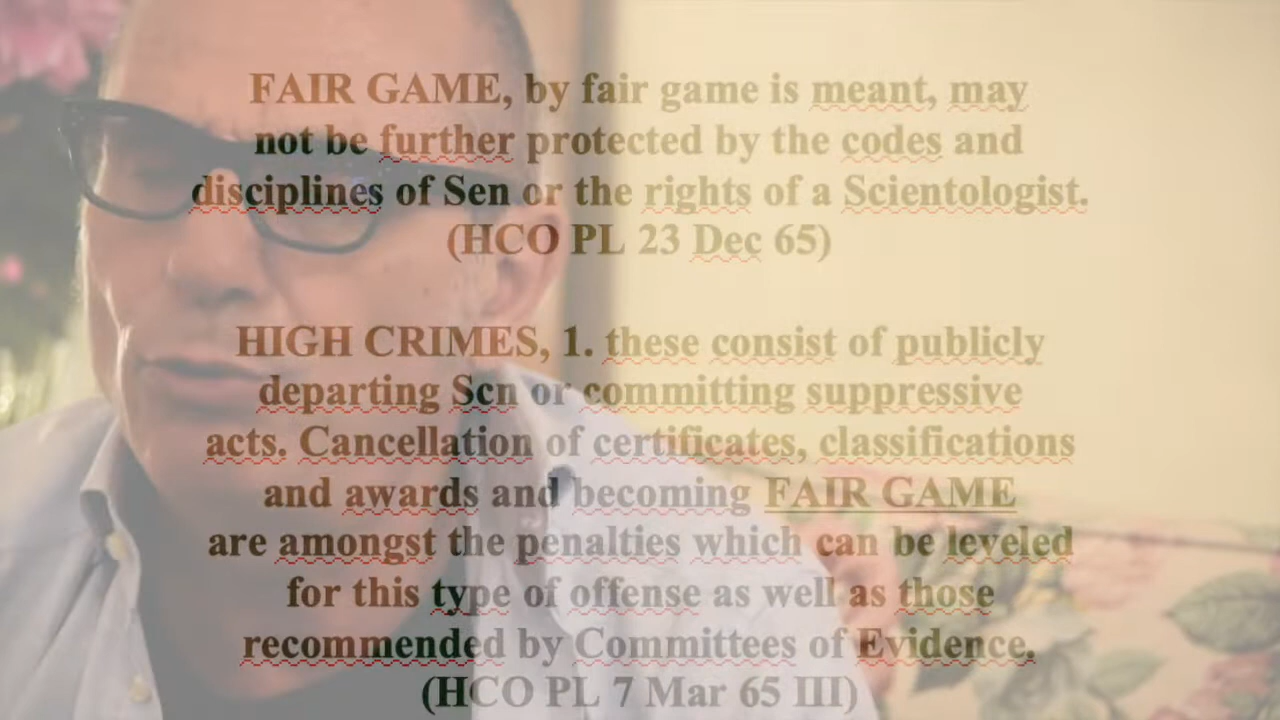 FAIR GAME, by fair game is meant, may
not be further protected by the codes and
disciplines of Sen or the rights of a Scientologist.
(HCO PL 23 Dec 65)
HIGH CRIMES, 1. these consist of publicly
departing Scn or committing suppressive
acts. Cancellation of certificates, classifications
and awards and becoming FAIR GAME
are amongst the penalties which can be leveled
for this type of offense as well as those
recommended by Committees of Evidence.
(HCO PL 7 Mar 65 III)